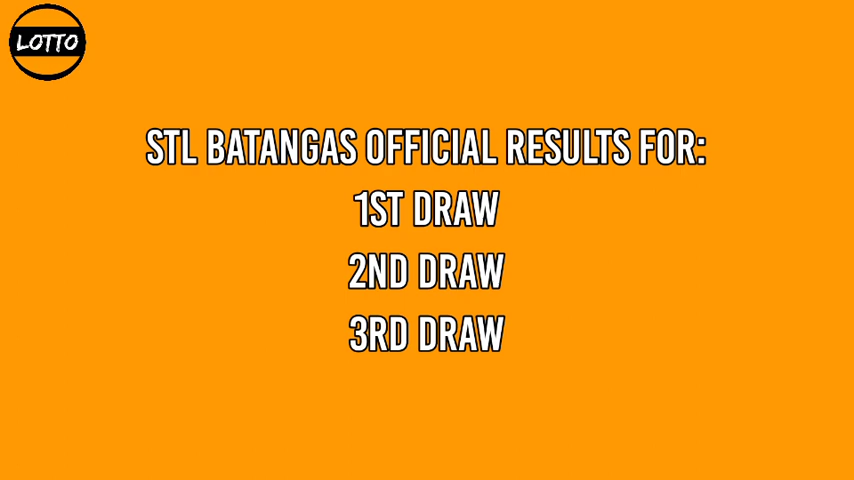 LOTTO
STL BATANGAS OFFICIAL RESULTS FOR:
1ST DRAW
2ND DRAW
3RD DRAW